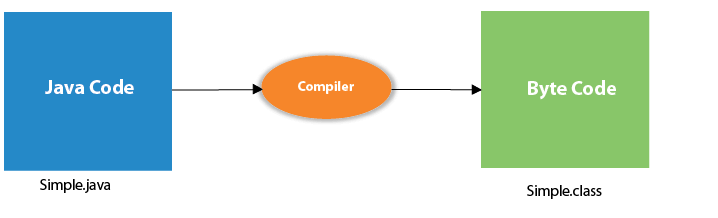 Java Code
Compiler
Byte Code
Simple.java
Simple.class